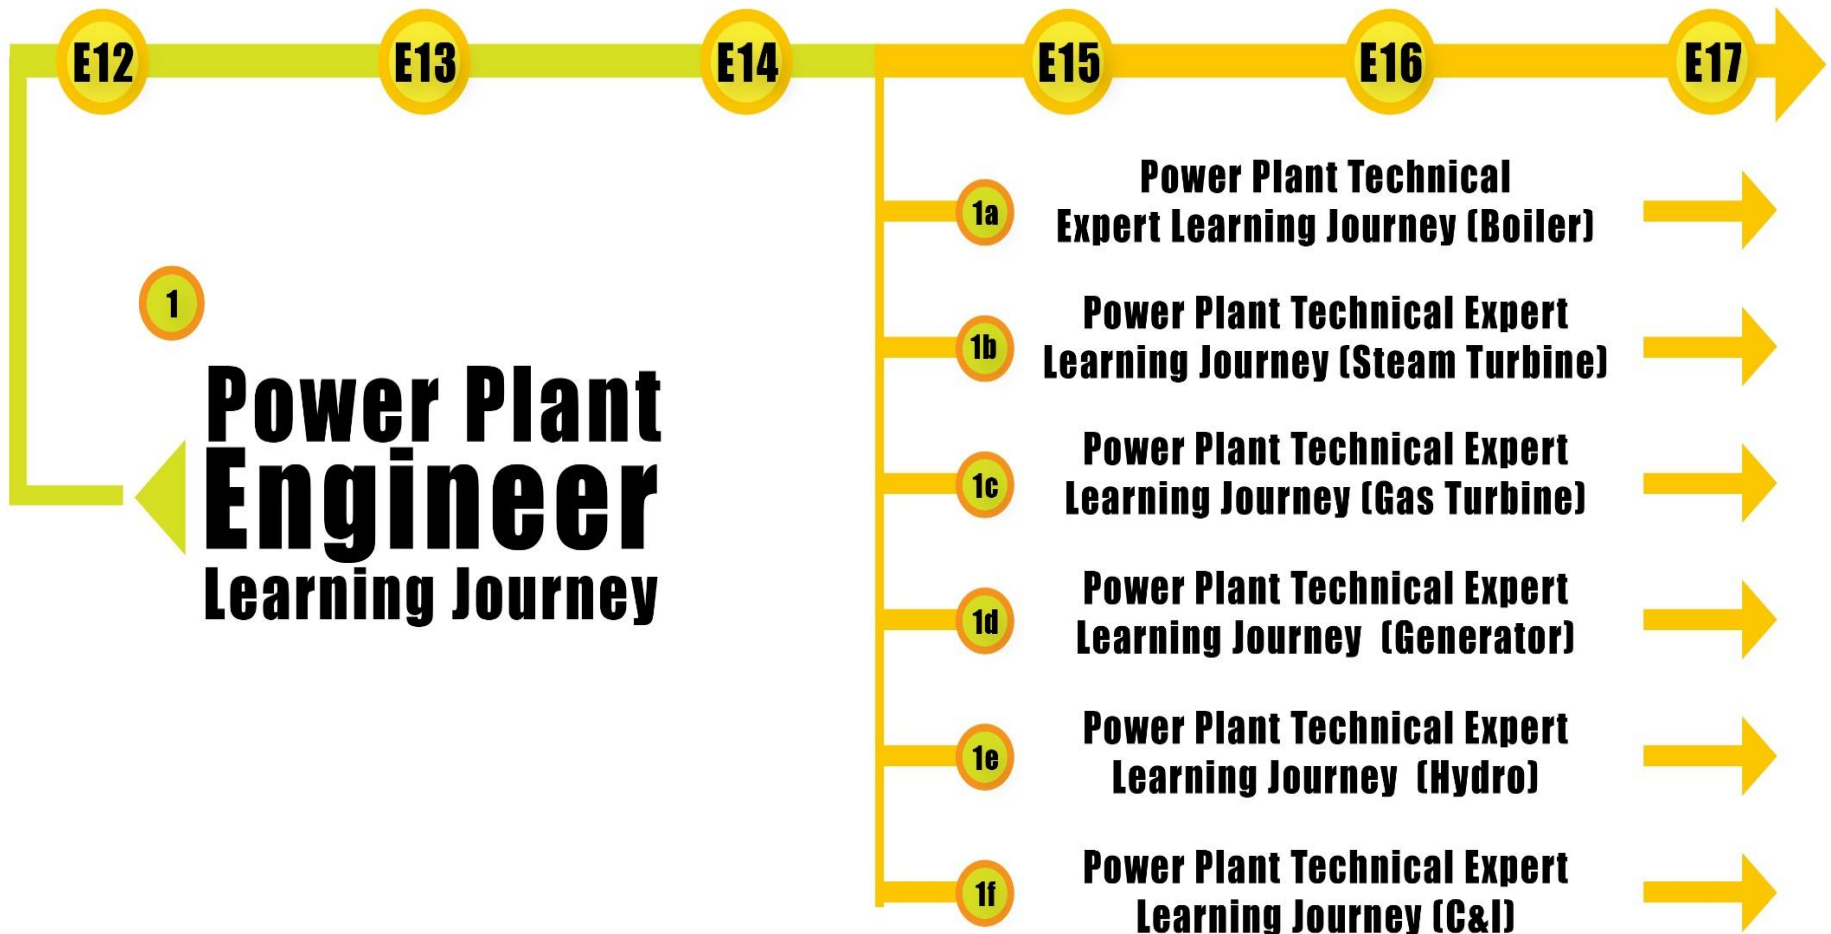 E12 E13 E14 E15 E16 E17
1
Power Plant
Engineer
Learning Journey
1a
Power Plant Technical
Expert Learning Journey (Boiler)
1b
Power Plant Technical Expert
Learning Journey (Steam Turbine)
1c
Power Plant Technical Expert
Learning Journey (Gas Turbine)
1d
Power Plant Technical Expert
Learning Journey (Generator)
1e
Power Plant Technical Expert
Learning Journey (Hydro)
1f
Power Plant Technical Expert
Learning Journey (C&I)